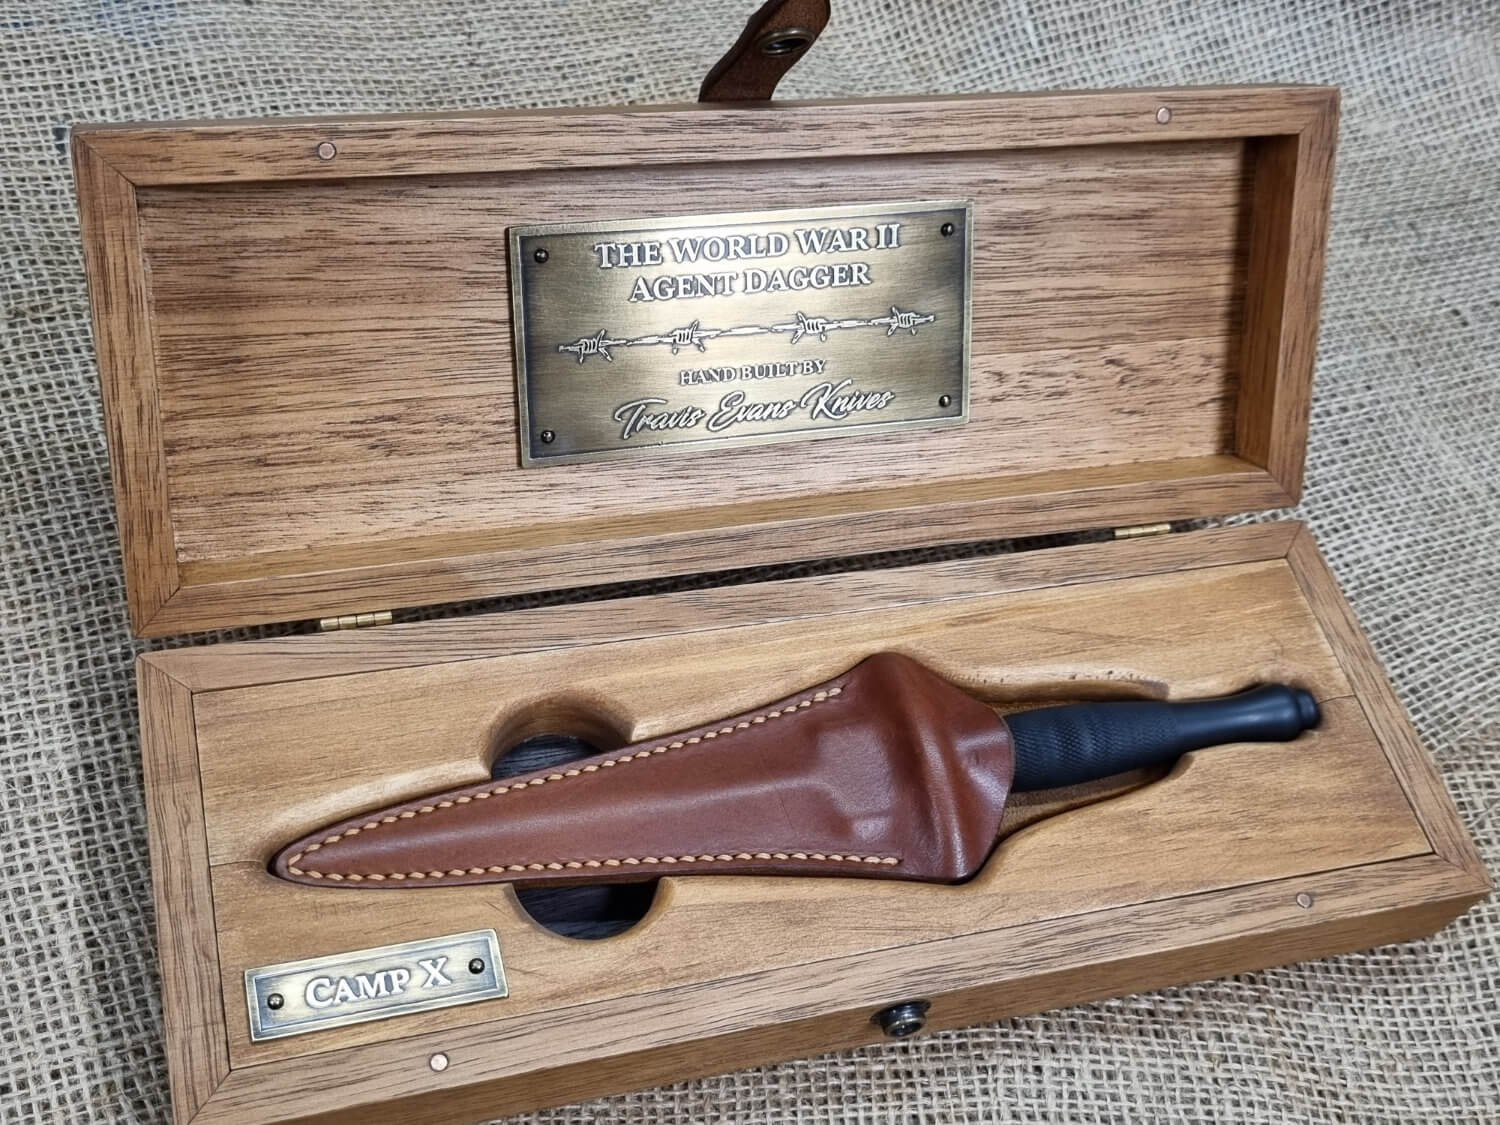 THE WORLD WAR II
AGENT DAGGER
HAND BUILT BY
Travis Evans Knives
CAMP X